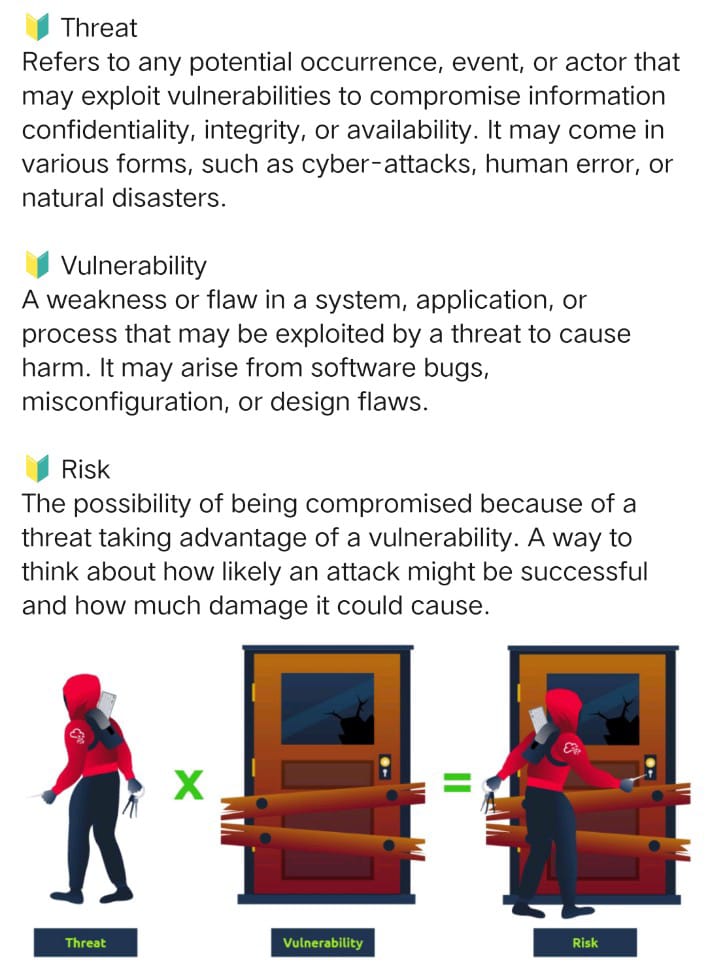 🔰 Threat
Refers to any potential occurrence, event, or actor that
may exploit vulnerabilities to compromise information
confidentiality, integrity, or availability. It may come in
various forms, such as cyber-attacks, human error, or
natural disasters.
🔰 Vulnerability
A weakness or flaw in a system, application, or
process that may be exploited by a threat to cause
harm. It may arise from software bugs,
misconfiguration, or design flaws.
🔰 Risk
The possibility of being compromised because of a
threat taking advantage of a vulnerability. A way to
think about how likely an attack might be successful
and how much damage it could cause.
X =
Threat Vulnerability Risk